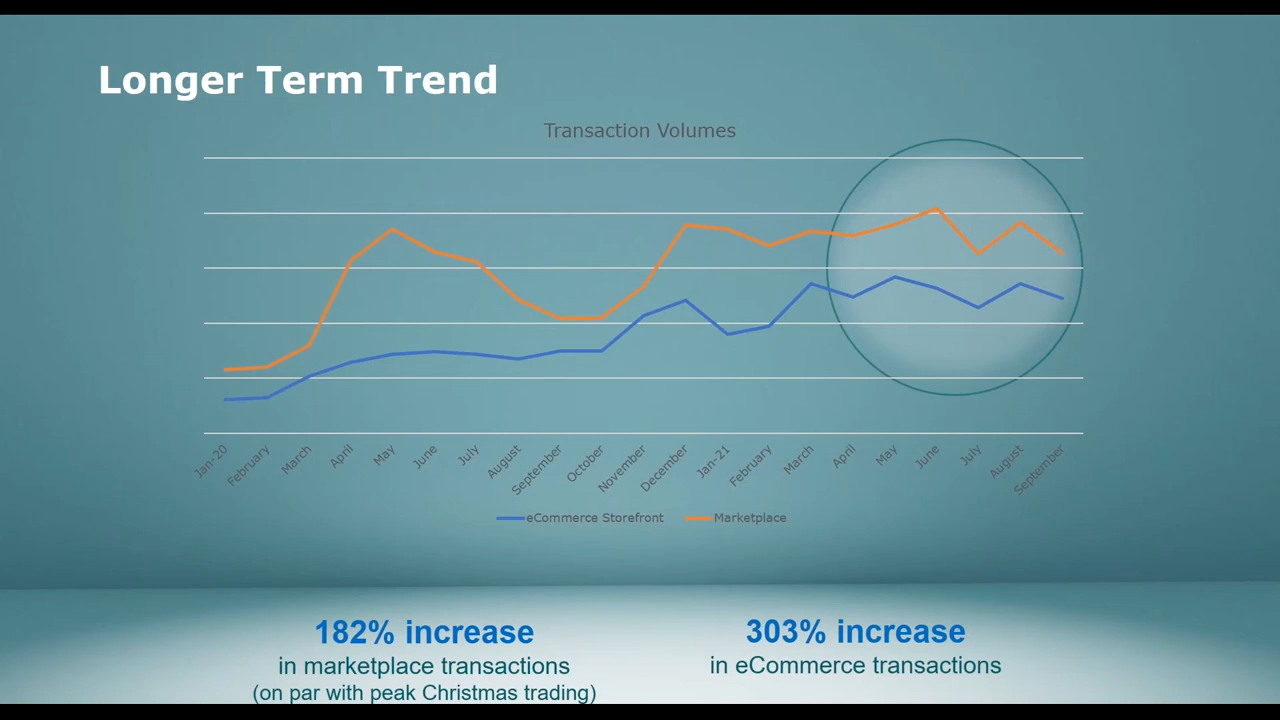 Longer Term Trend
Transaction Volumes
Jan-20
February
March
April
May
June
July
August
September
October
November
December
Jan-21
February
March
April
May
June
July
August
September
eCommerce Storefront
Marketplace
182% increase
in marketplace transactions
(on par with peak Christmas trading)
303% increase
in eCommerce transactions